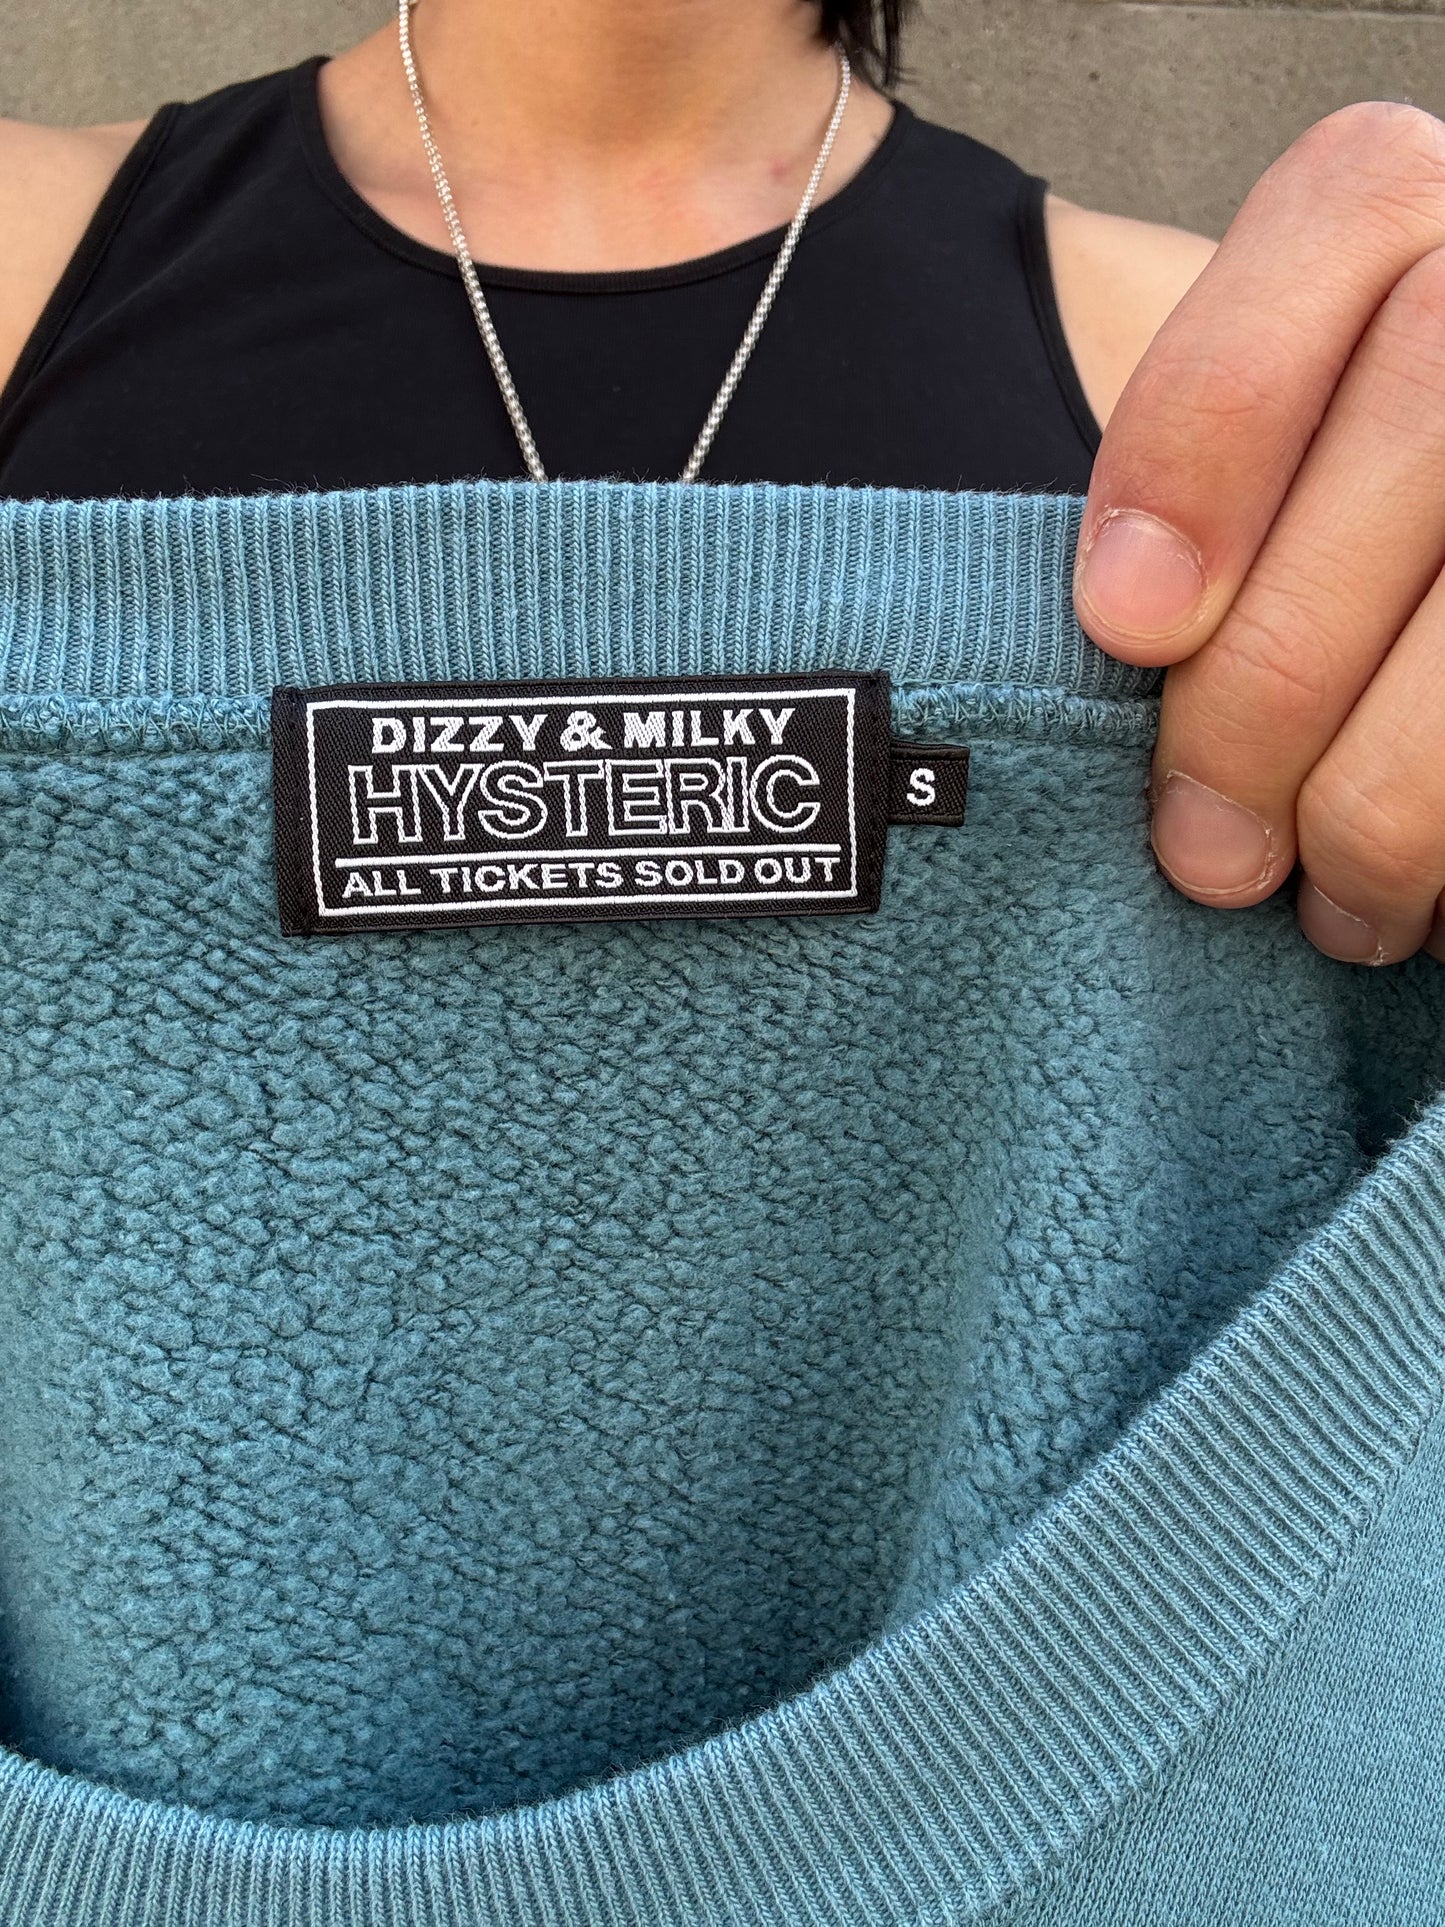 DIZZY & MILKY
HYSTERIC
ALL TICKETS SOLD OUT
S